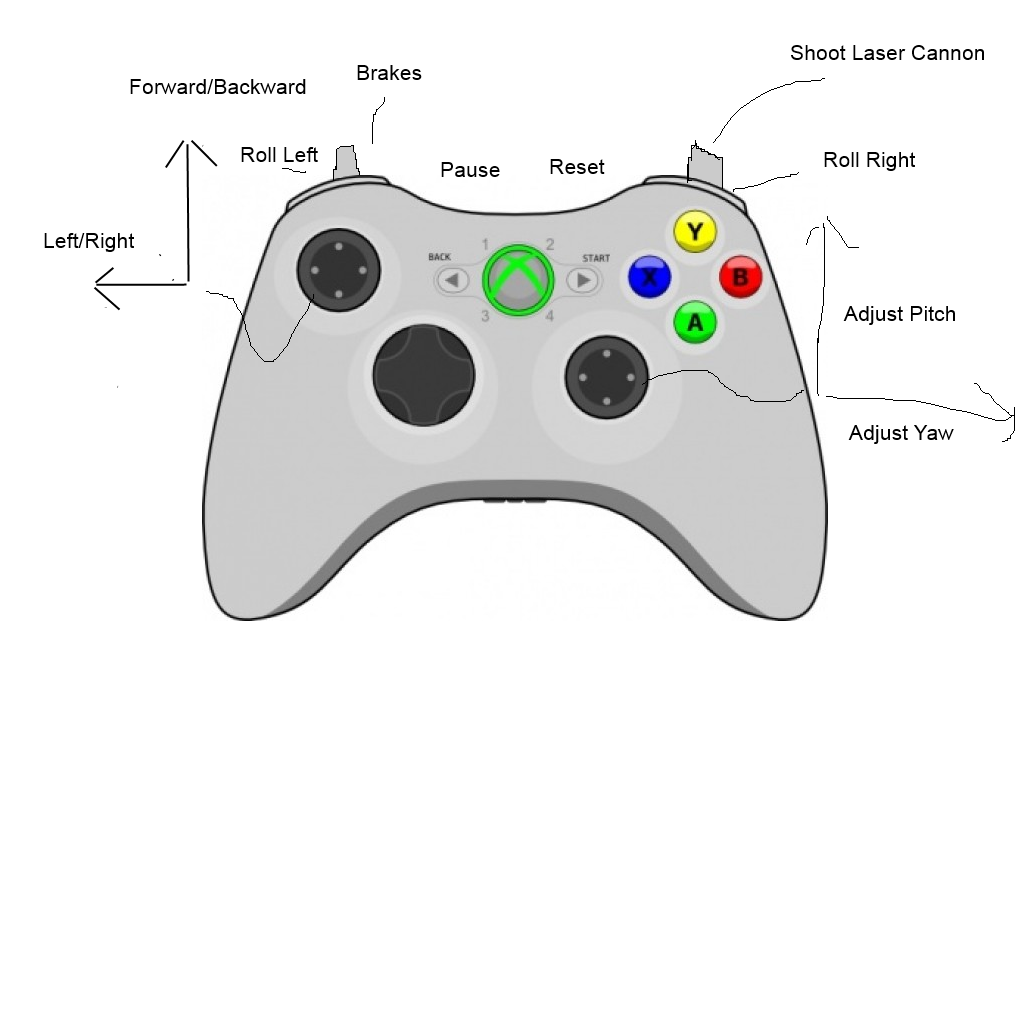 Shoot Laser Cannon
Brakes
Forward/Backward
Roll Left
Pause
Reset
Roll Right
Left/Right
Y
1
2
BACK
START
X
B
3
4
A
Adjust Pitch
Adjust Yaw